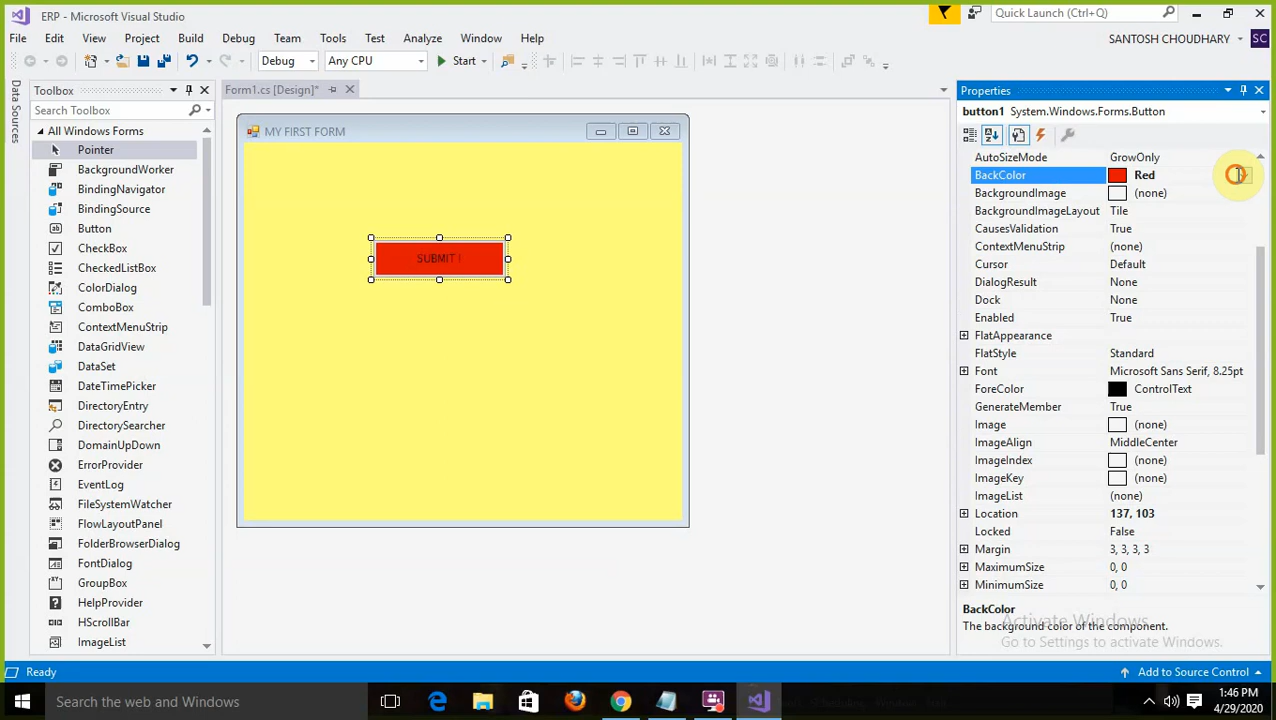 ERP - Microsoft Visual Studio
Quick Launch (Ctrl+Q)
File Edit View Project Build Debug Team Tools Test Analyze Window Help
SANTOSH CHOUDHARY SC
Debug Any CPU Start
Data Sources
Toolbox
Search Toolbox
All Windows Forms
Pointer
BackgroundWorker
BindingNavigator
BindingSource
Button
CheckBox
CheckedListBox
ColorDialog
ComboBox
ContextMenuStrip
DataGridView
DataSet
DateTimePicker
DirectoryEntry
DirectorySearcher
DomainUpDown
ErrorProvider
EventLog
FileSystemWatcher
FlowLayoutPanel
FolderBrowserDialog
FontDialog
GroupBox
HelpProvider
HScrollBar
ImageList
Form1.cs [Design]*
MY FIRST FORM
SUBMIT !
Properties
button1 System.Windows.Forms.Button
AutoSizeMode GrowOnly
BackColor Red
BackgroundImage (none)
BackgroundImageLayout Tile
CausesValidation True
ContextMenuStrip (none)
Cursor Default
DialogResult None
Dock None
Enabled True
FlatAppearance
FlatStyle Standard
Font Microsoft Sans Serif, 8.25pt
ForeColor ControlText
GenerateMember True
Image (none)
ImageAlign MiddleCenter
ImageIndex (none)
ImageKey (none)
ImageList (none)
Location 137, 103
Locked False
Margin 3, 3, 3, 3
MaximumSize 0, 0
MinimumSize 0, 0
BackColor
The background color of the component.
Activate Windows
Go to Settings to activate Windows.
Ready
Add to Source Control
Search the web and Windows
1:46 PM
4/29/2020